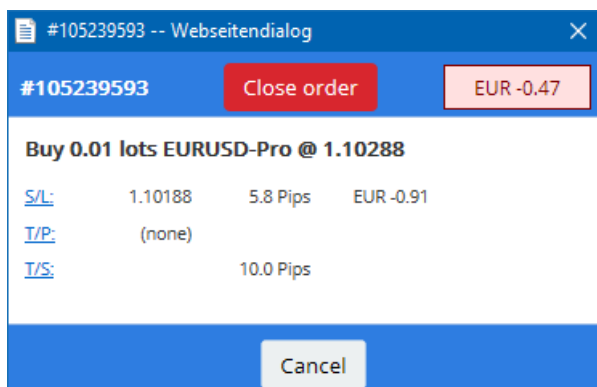 #105239593 -- Webseitendialog
#105239593 Close order EUR -0.47
Buy 0.01 lots EURUSD-Pro @ 1.10288
S/L: 1.10188 5.8 Pips EUR -0.91
T/P: (none)
T/S: 10.0 Pips
Cancel